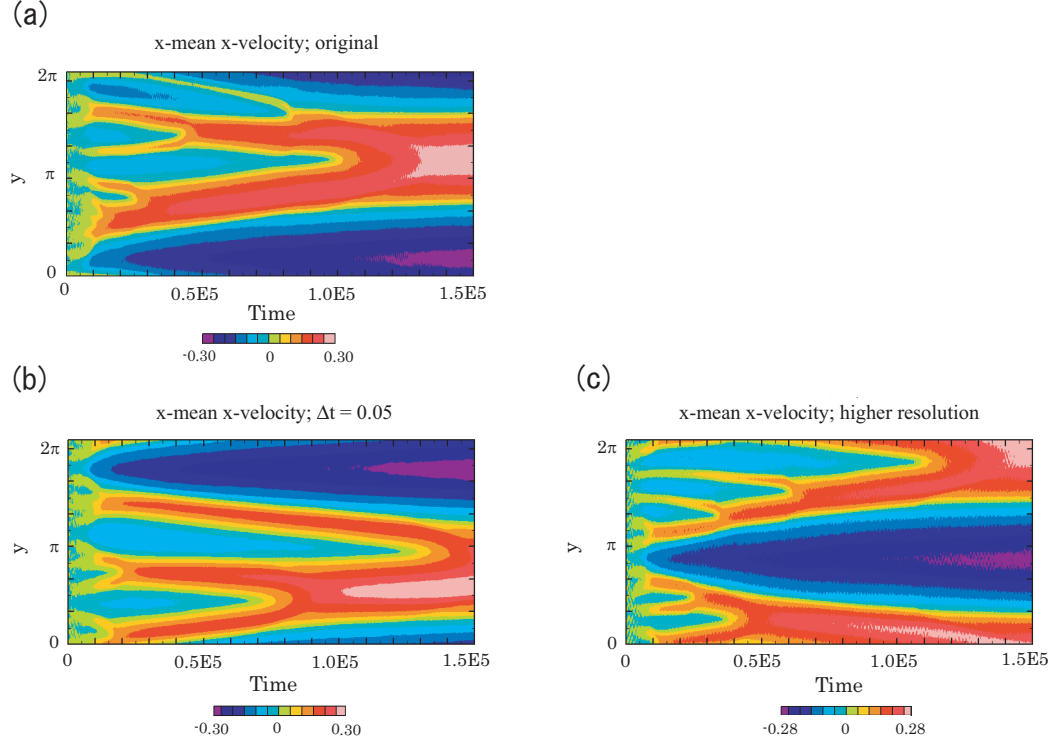 (a)
x-mean x-velocity; original
2π
y
π
0
0 0.5E5 1.0E5 1.5E5
Time
-0.30 0 0.30
(b)
x-mean x-velocity; Δt = 0.05
2π
y
π
0
0 0.5E5 1.0E5 1.5E5
Time
-0.30 0 0.30
(c)
x-mean x-velocity; higher resolution
2π
y
π
0
0 0.5E5 1.0E5 1.5E5
Time
-0.28 0 0.28